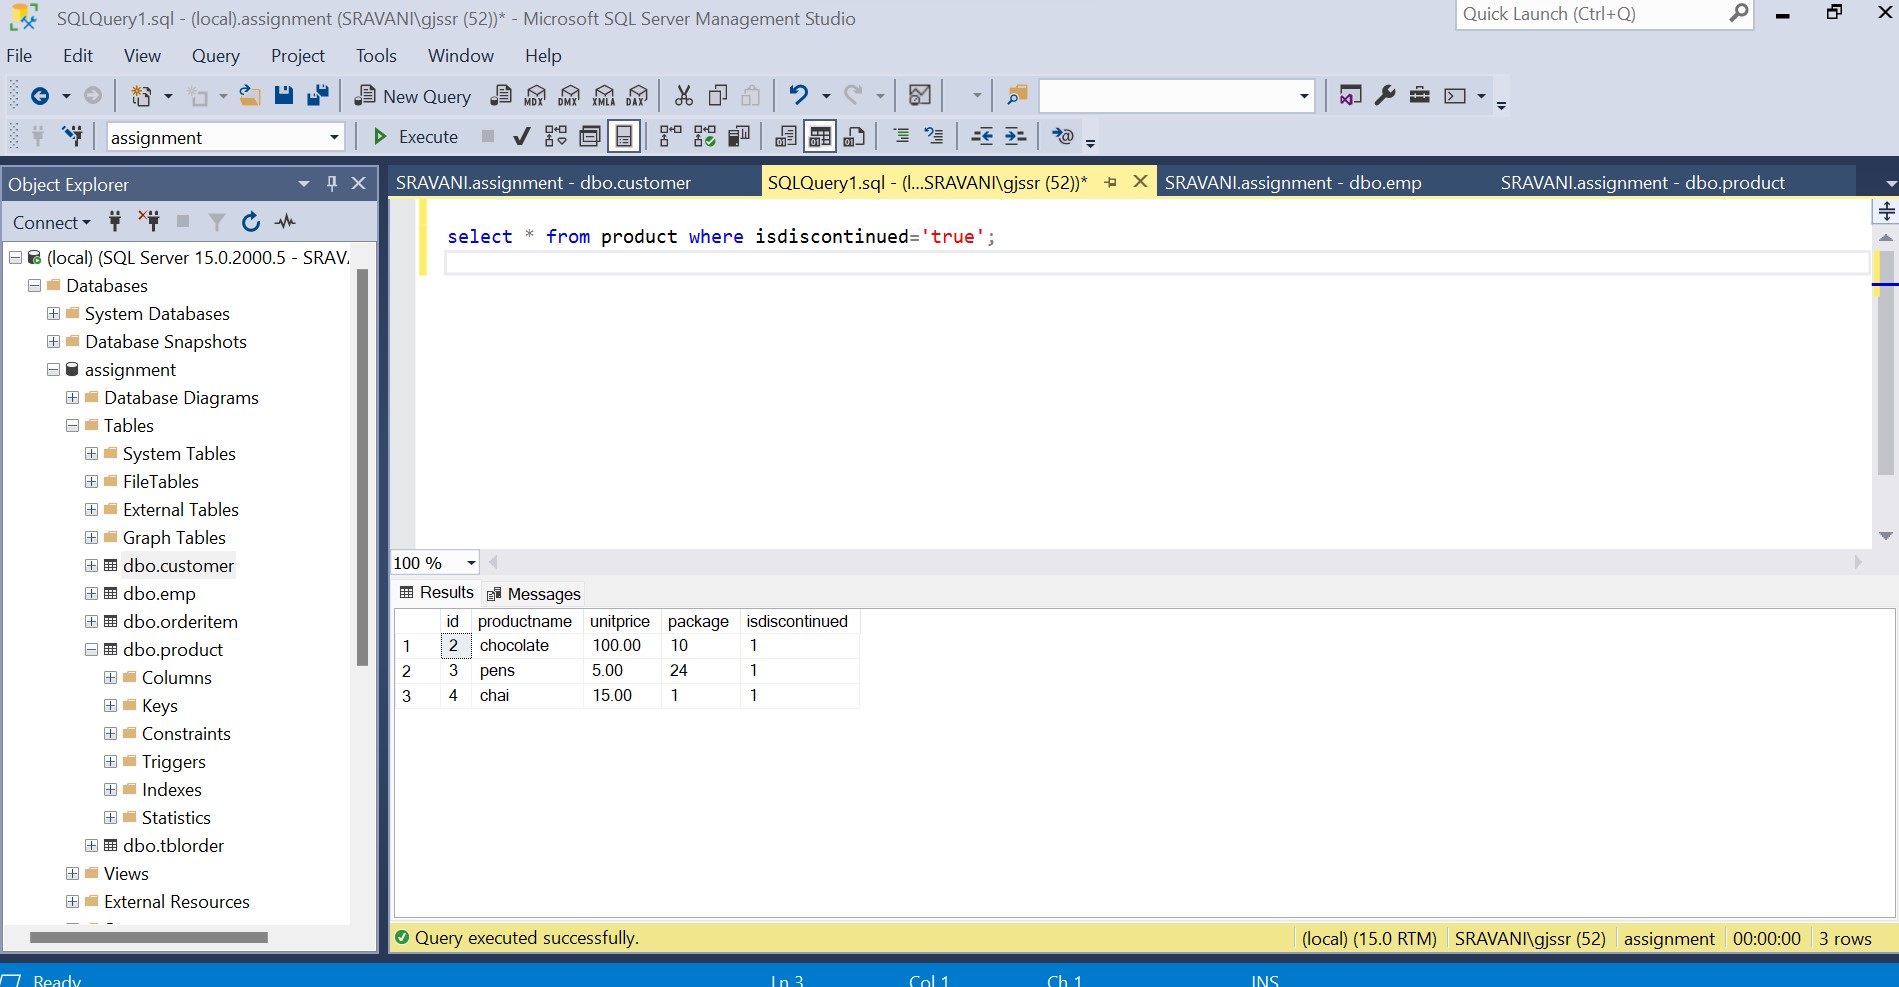 SQLQuery1.sql - (local).assignment (SRAVANI\gjssr (52))* - Microsoft SQL Server Management Studio
Quick Launch (Ctrl+Q)
File Edit View Query Project Tools Window Help
New Query MDX DMX XMLA DAX
assignment Execute
Object Explorer
SRAVANI.assignment - dbo.customer SQLQuery1.sql - (l...SRAVANI\gjssr (52))* SRAVANI.assignment - dbo.emp SRAVANI.assignment - dbo.product
Connect
(local) (SQL Server 15.0.2000.5 - SRAV
Databases
System Databases
Database Snapshots
assignment
Database Diagrams
Tables
System Tables
FileTables
External Tables
Graph Tables
dbo.customer
dbo.emp
dbo.orderitem
dbo.product
Columns
Keys
Constraints
Triggers
Indexes
Statistics
dbo.tblorder
Views
External Resources
select * from product where isdiscontinued='true';
100 %
Results Messages
id productname unitprice package isdiscontinued
1 2 chocolate 100.00 10 1
2 3 pens 5.00 24 1
3 4 chai 15.00 1 1
Query executed successfully. (local) (15.0 RTM) SRAVANI\gjssr (52) assignment 00:00:00 3 rows
Ready Ln 3 Col 1 Ch 1 INS